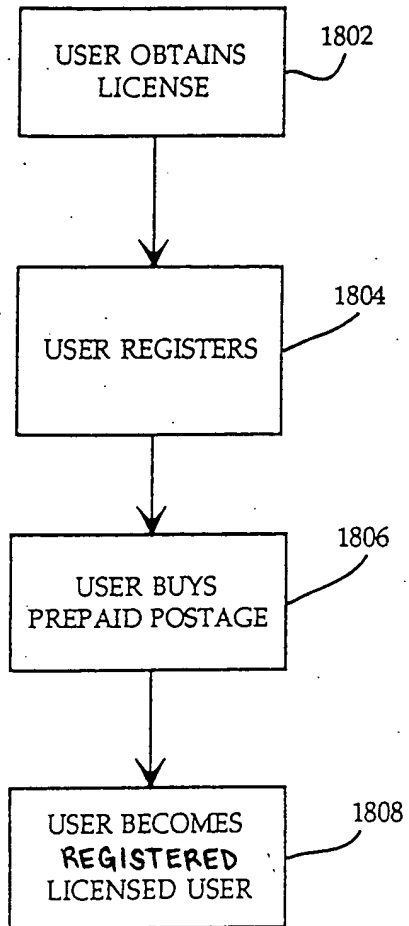 USER OBTAINS
LICENSE
1802
USER REGISTERS
1804
USER BUYS
PREPAID POSTAGE
1806
USER BECOMES
REGISTERED
LICENSED USER
1808